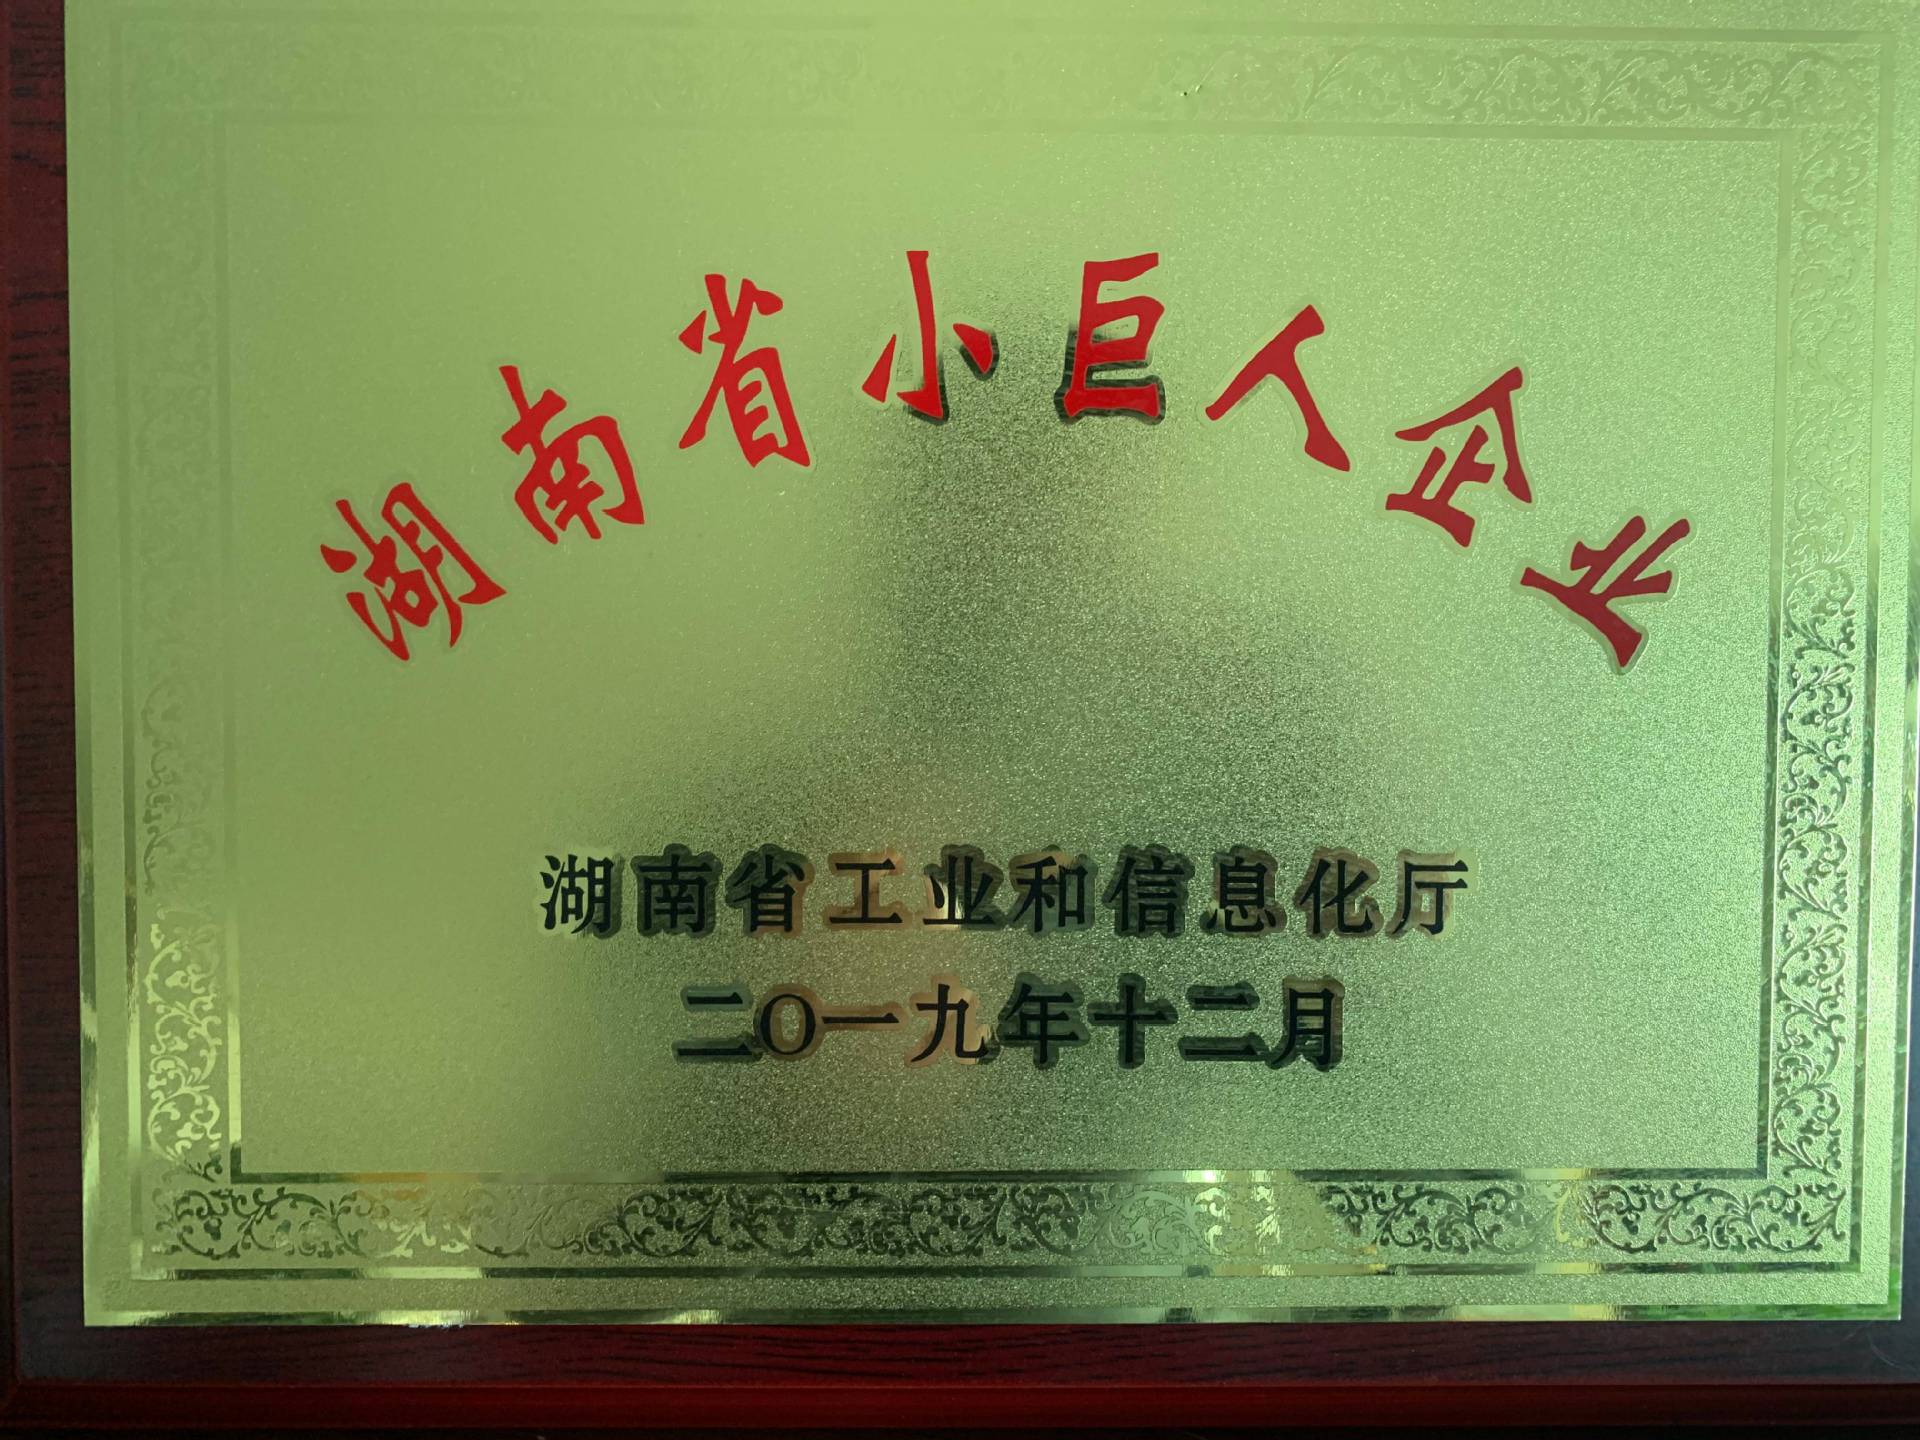 湖南省小巨人企业
湖南省工业和信息化厅
二O一九年十二月